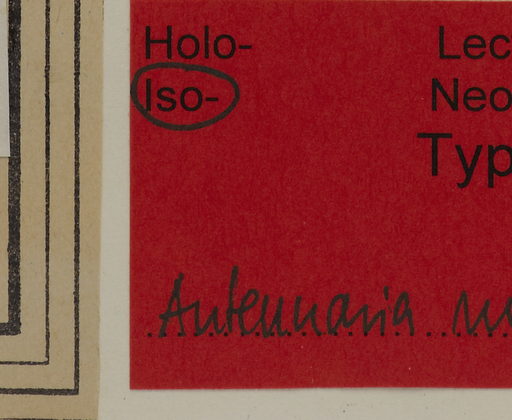 Holo- Lec
Iso- Neo
Typ
Antennaria